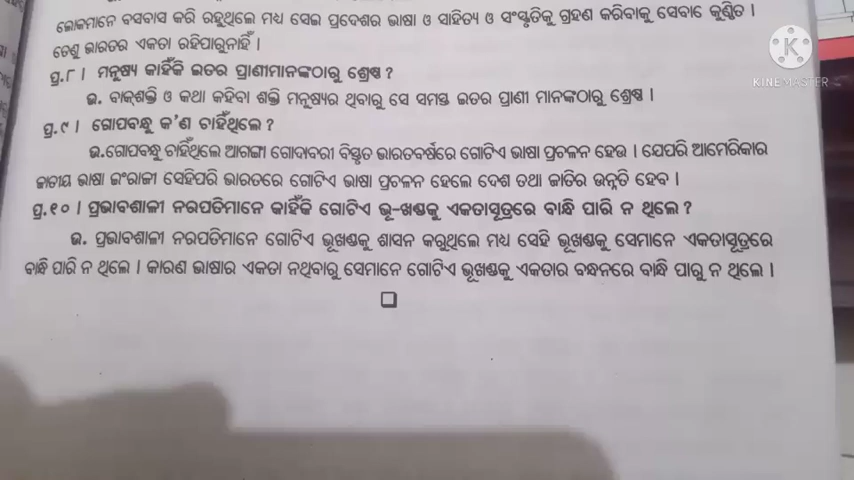 ଲୋକମାନେ ବସବାସ କରି ରହୁଥିଲେ ମଧ୍ୟ ସେଇ ପ୍ରଦେଶର ଭାଷା ଓ ସାହିତ୍ୟ ଓ ସଂସ୍କୃତିକୁ ଗ୍ରହଣ କରିବାକୁ ସେମାନେ କୁଣ୍ଠିତ ।
ତେଣୁ ଭାରତର ଏକତା ରହିପାରୁନାହିଁ ।
ପ୍ର.୮ । ମନୁଷ୍ୟ କାହିଁକି ଇତର ପ୍ରାଣୀମାନଙ୍କଠାରୁ ଶ୍ରେଷ୍ଠ ?
ଉ. ବାକ୍‌ଶକ୍ତି ଓ କଥା କହିବା ଶକ୍ତି ମନୁଷ୍ୟର ଥିବାରୁ ସେ ସମସ୍ତ ଇତର ପ୍ରାଣୀ ମାନଙ୍କଠାରୁ ଶ୍ରେଷ୍ଠ ।
ପ୍ର.୯ । ଗୋପବନ୍ଧୁ କ'ଣ ଚାହିଁଥିଲେ ?
ଉ.ଗୋପବନ୍ଧୁ ଚାହିଁଥିଲେ ଆଗଙ୍ଗା ଗୋଦାବରୀ ବିସ୍ତୃତ ଭାରତବର୍ଷରେ ଗୋଟିଏ ଭାଷା ପ୍ରଚଳନ ହେଉ । ଯେପରି ଆମେରିକାର
ଜାତୀୟ ଭାଷା ଇଂରାଜୀ ସେହିପରି ଭାରତରେ ଗୋଟିଏ ଭାଷା ପ୍ରଚଳନ ହେଲେ ଦେଶ ତଥା ଜାତିର ଉନ୍ନତି ହେବ ।
ପ୍ର.୧୦ । ପ୍ରଭାବଶାଳୀ ନରପତିମାନେ କାହିଁକି ଗୋଟିଏ ଭୂ-ଖଣ୍ଡକୁ ଏକତାସୂତ୍ରରେ ବାନ୍ଧି ପାରି ନ ଥିଲେ ?
ଉ. ପ୍ରଭାବଶାଳୀ ନରପତିମାନେ ଗୋଟିଏ ଭୂଖଣ୍ଡକୁ ଶାସନ କରୁଥିଲେ ମଧ୍ୟ ସେହି ଭୂଖଣ୍ଡକୁ ସେମାନେ ଏକତାସୂତ୍ରରେ
ବାନ୍ଧି ପାରି ନ ଥିଲେ । କାରଣ ଭାଷାର ଏକତା ନଥିବାରୁ ସେମାନେ ଗୋଟିଏ ଭୂଖଣ୍ଡକୁ ଏକତାର ବନ୍ଧନରେ ବାନ୍ଧି ପାରୁ ନ ଥିଲେ ।
KINEMASTER